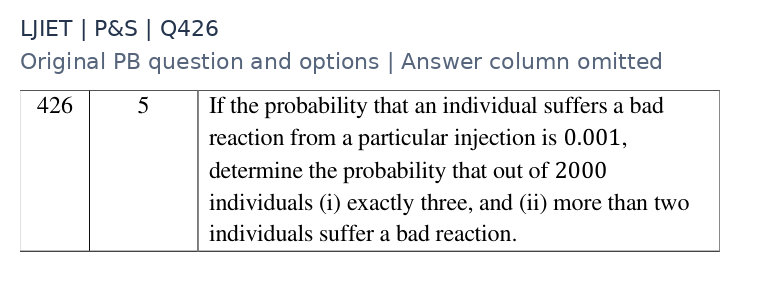 LJIET | P&S | Q426
Original PB question and options | Answer column omitted
426 5 If the probability that an individual suffers a bad
reaction from a particular injection is 0.001,
determine the probability that out of 2000
individuals (i) exactly three, and (ii) more than two
individuals suffer a bad reaction.